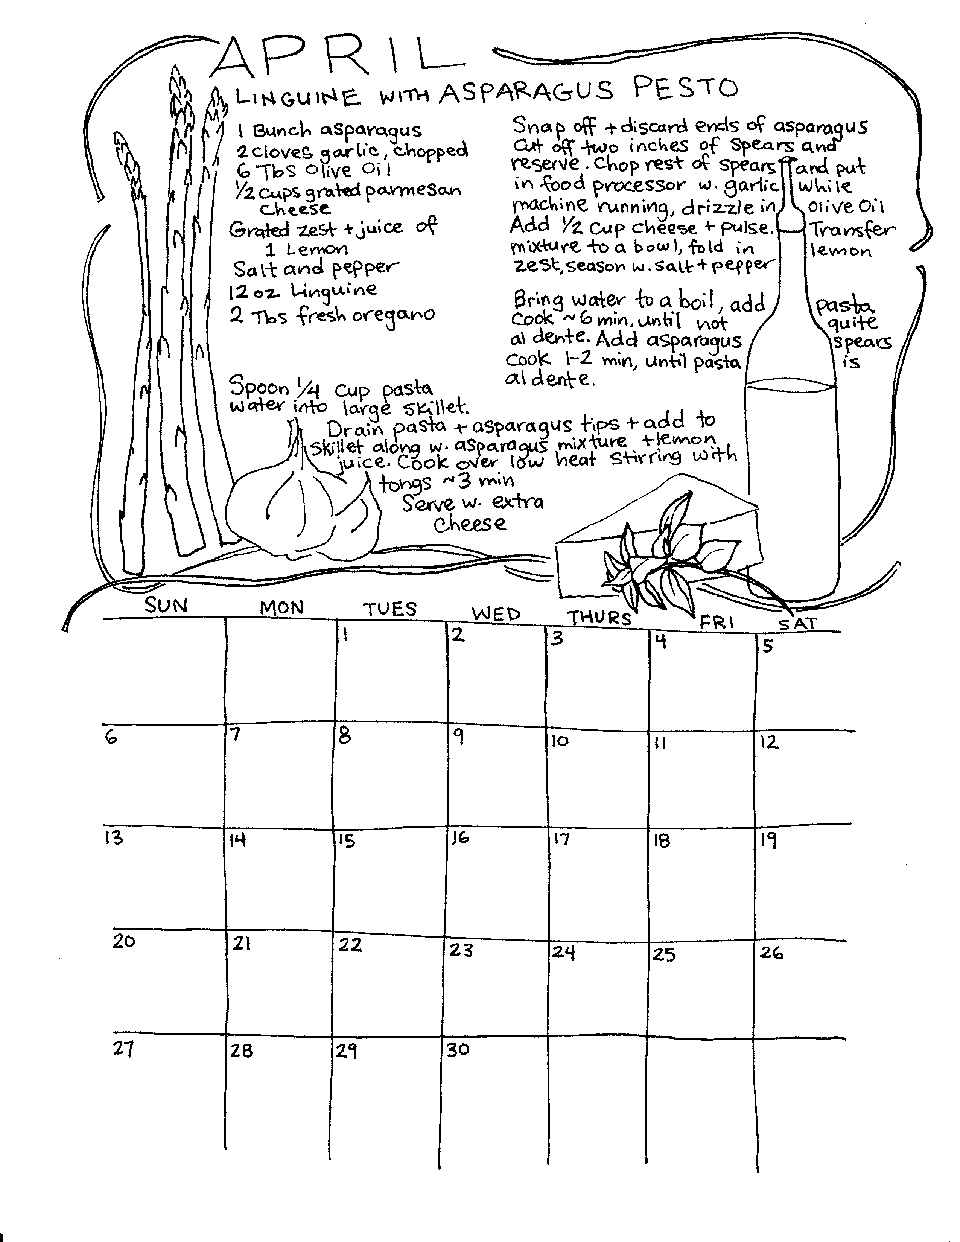 APRIL
LINGUINE WITH ASPARAGUS PESTO
1 Bunch asparagus
2 cloves garlic, chopped
6 Tbs Olive Oil
1/2 cups grated parmesan
cheese
Grated zest + juice of
1 Lemon
Salt and pepper
12 oz Linguine
2 Tbs fresh oregano
Snap off + discard ends of asparagus
Cut off two inches of spears and
reserve. Chop rest of spears and put
in food processor w. garlic while
machine running, drizzle in Olive Oil
Add 1/2 cup cheese + pulse. Transfer
mixture to a bowl, fold in lemon
zest, season w. salt + pepper
Bring water to a boil, add pasta
Cook ~6 min, until not quite
al dente. Add asparagus spears
cook 1-2 min, until pasta is
al dente.
Spoon 1/4 cup pasta
water into large skillet.
Drain pasta + asparagus tips + add to
skillet along w. asparagus mixture + lemon
juice. Cook over low heat stirring with
tongs ~3 min
Serve w. extra
cheese
SUN MON TUES WED THURS FRI SAT
1 2 3 4 5
6 7 8 9 10 11 12
13 14 15 16 17 18 19
20 21 22 23 24 25 26
27 28 29 30